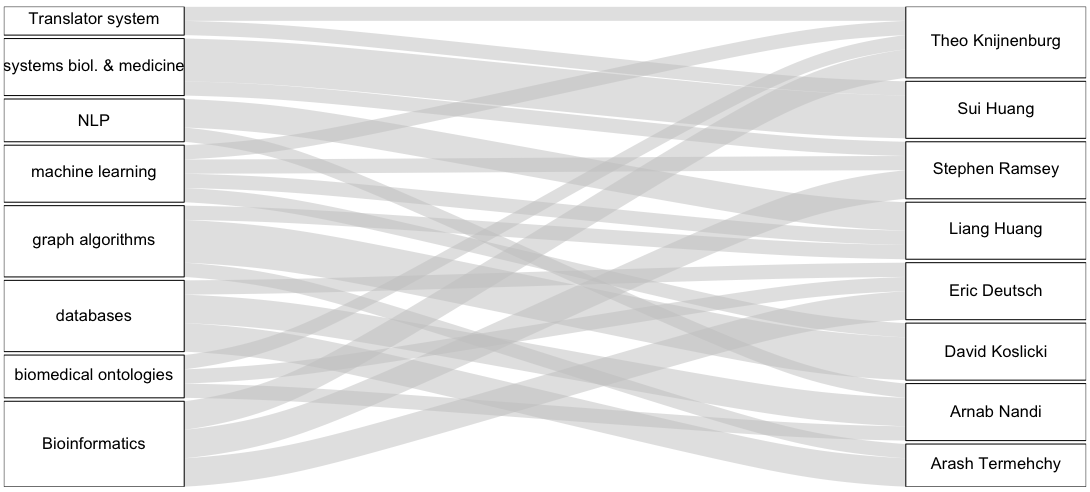 Translator system
systems biol. & medicine
NLP
machine learning
graph algorithms
databases
biomedical ontologies
Bioinformatics
Theo Knijnenburg
Sui Huang
Stephen Ramsey
Liang Huang
Eric Deutsch
David Koslicki
Arnab Nandi
Arash Termehchy